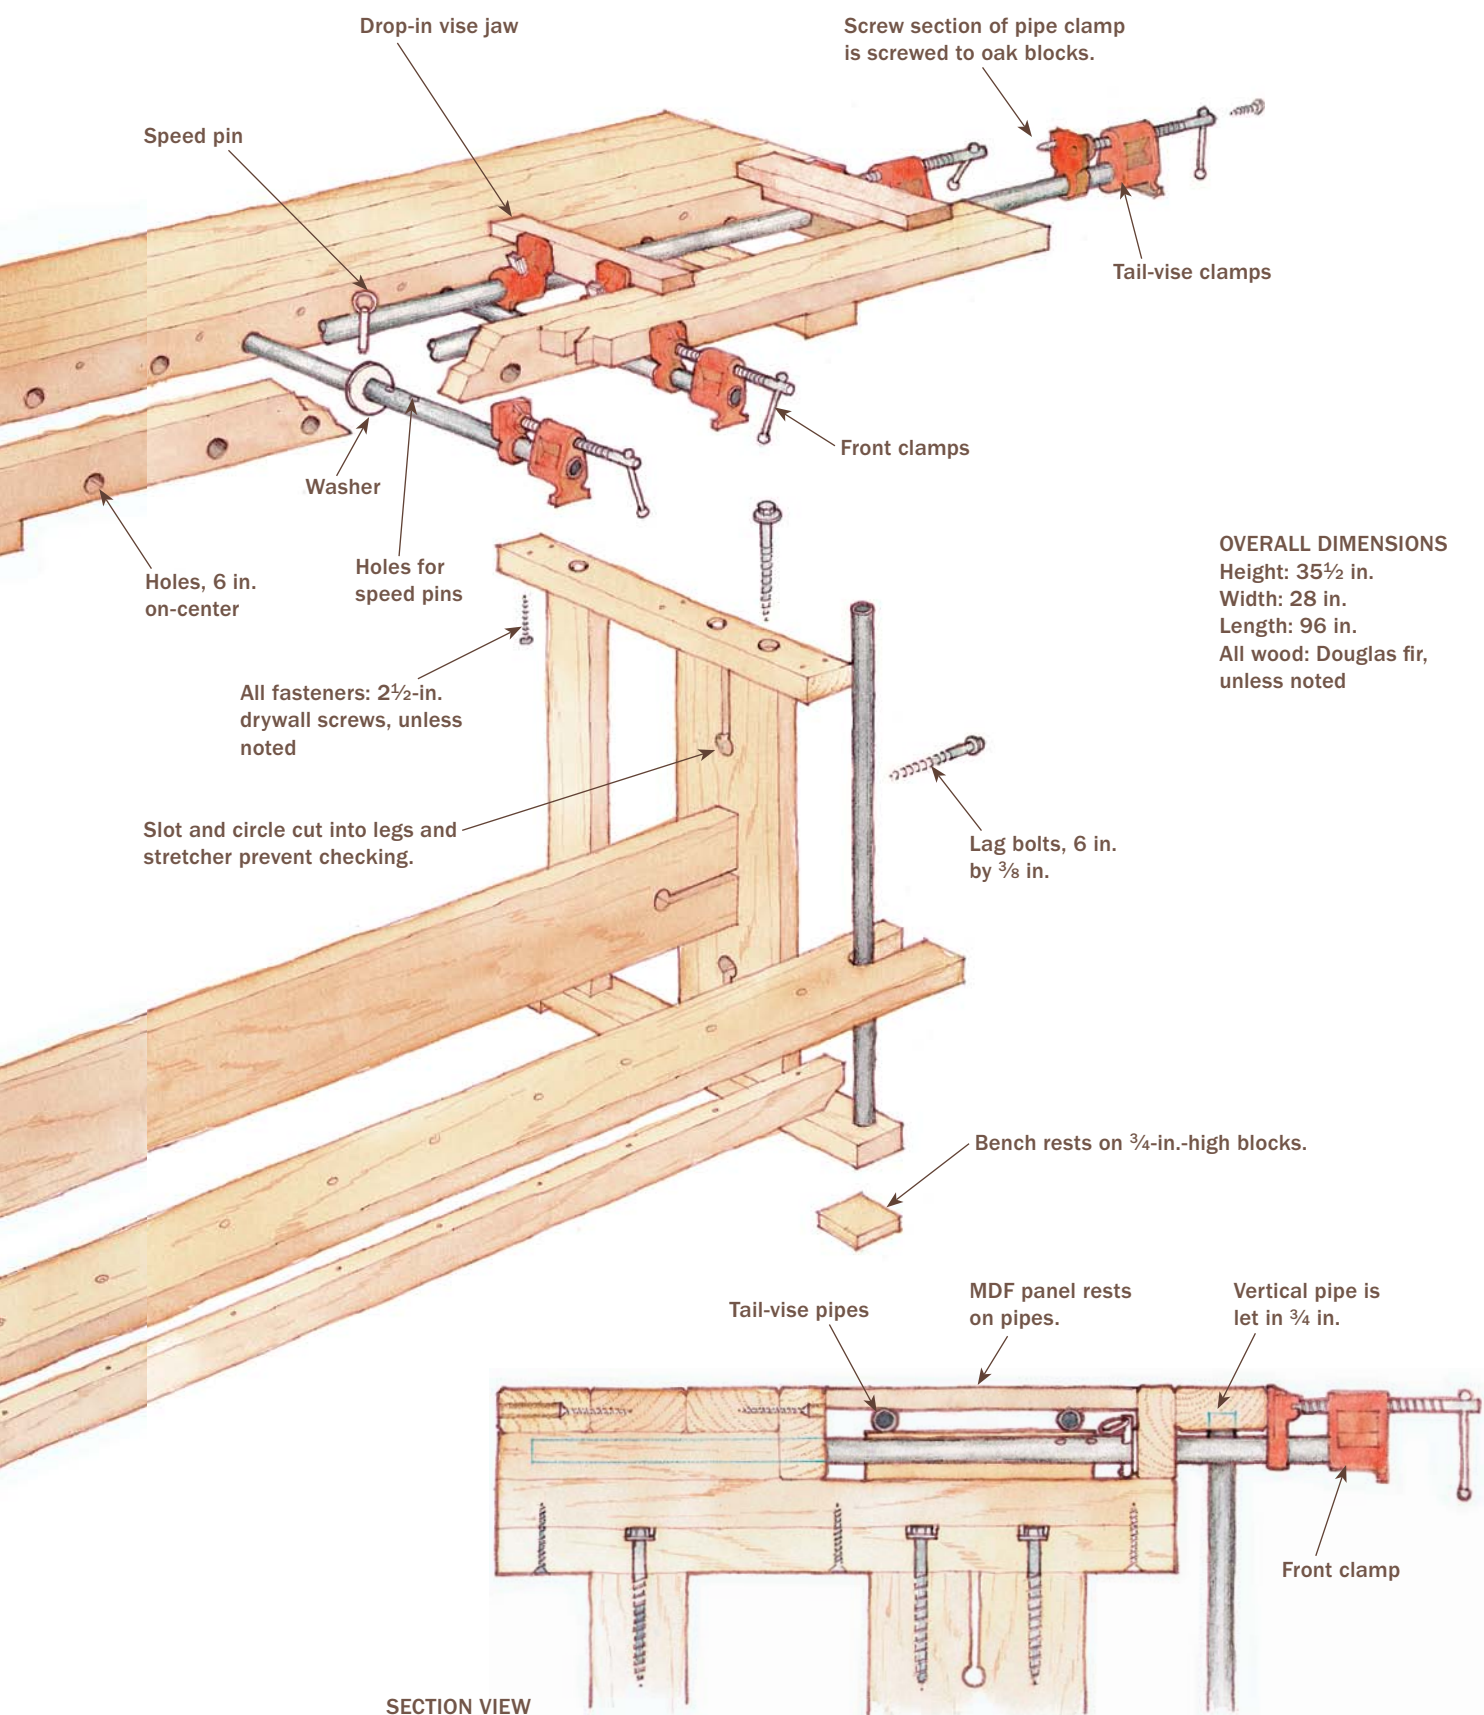 Drop-in vise jaw
Screw section of pipe clamp
is screwed to oak blocks.
Speed pin
Tail-vise clamps
Front clamps
Washer
Holes for
speed pins
Holes, 6 in.
on-center
OVERALL DIMENSIONS
Height: 35½ in.
Width: 28 in.
Length: 96 in.
All wood: Douglas fir,
unless noted
All fasteners: 2½-in.
drywall screws, unless
noted
Slot and circle cut into legs and
stretcher prevent checking.
Lag bolts, 6 in.
by ⅜ in.
Bench rests on ¾-in.-high blocks.
Tail-vise pipes
MDF panel rests
on pipes.
Vertical pipe is
let in ¾ in.
Front clamp
SECTION VIEW